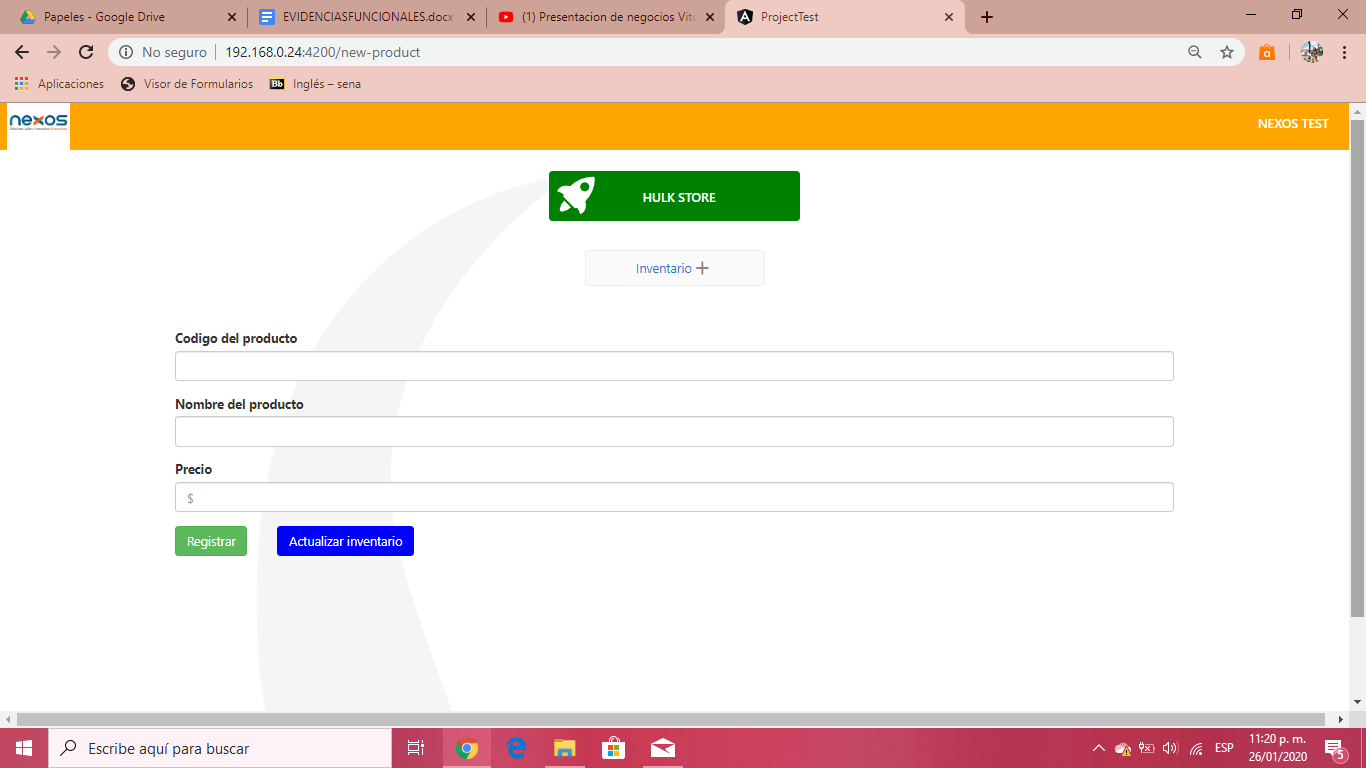 Papeles - Google Drive
EVIDENCIASFUNCIONALES.docx
(1) Presentacion de negocios Vito
ProjectTest
No seguro
192.168.0.24:4200/new-product
Aplicaciones
Visor de Formularios
Bb
Inglés – sena
nexos
NEXOS TEST
HULK STORE
Inventario
Codigo del producto
Nombre del producto
Precio
$
Registrar
Actualizar inventario
Escribe aquí para buscar
ESP
11:20 p. m.
26/01/2020
5